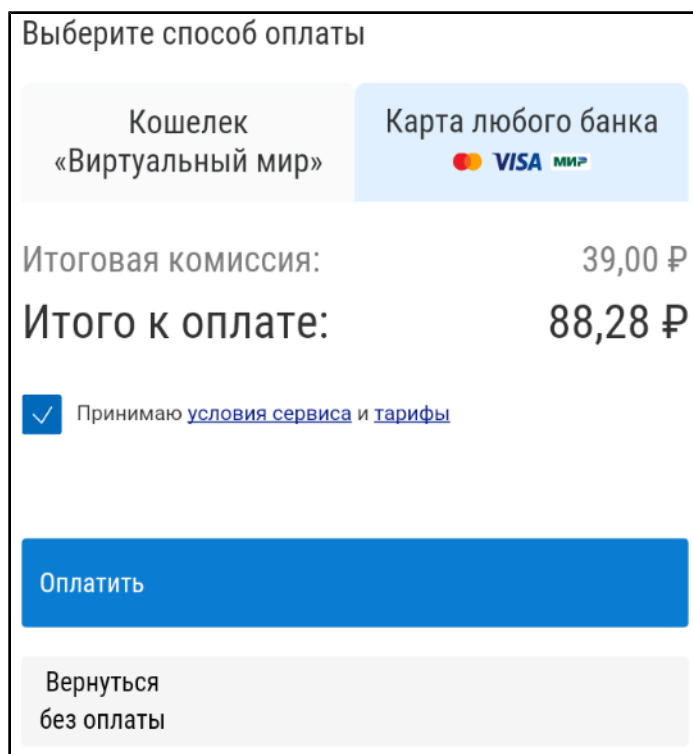 Выберите способ оплаты
Кошелек
«Виртуальный мир»
Карта любого банка
VISA МИР
Итоговая комиссия: 39,00 ₽
Итого к оплате: 88,28 ₽
Принимаю условия сервиса и тарифы
Оплатить
Вернуться
без оплаты